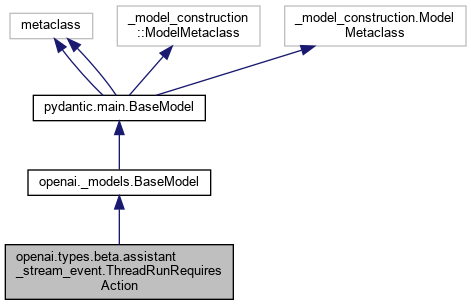 metaclass
_model_construction
::ModelMetaclass
_model_construction.Model
Metaclass
pydantic.main.BaseModel
openai._models.BaseModel
openai.types.beta.assistant
_stream_event.ThreadRunRequires
Action